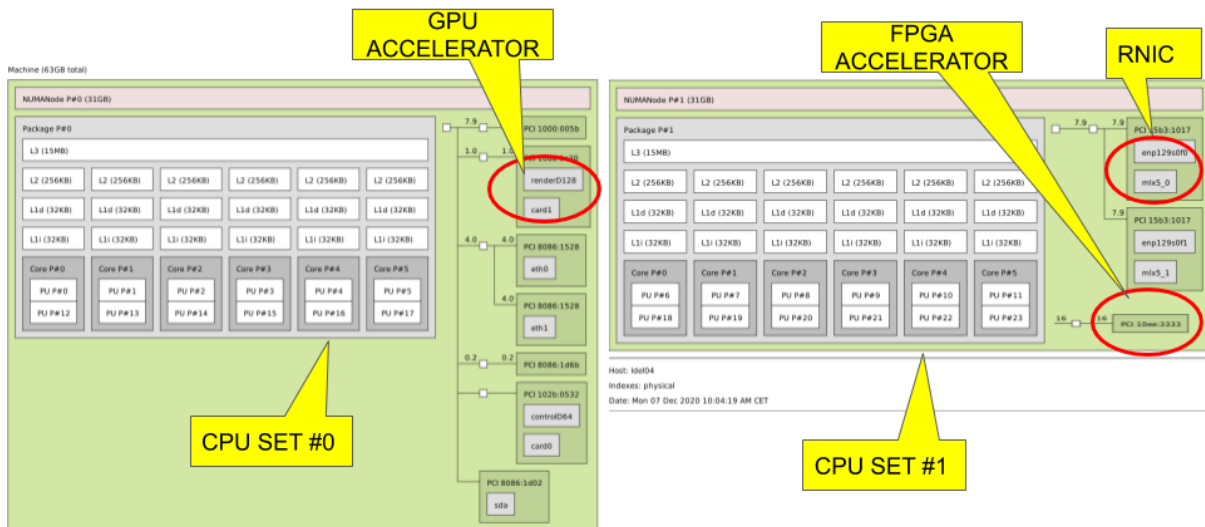 GPU
ACCELERATOR
FPGA
ACCELERATOR
RNIC
Machine (63GB total)
NUMANode P#0 (31GB)
Package P#0
L3 (15MB)
L2 (256KB) L2 (256KB) L2 (256KB) L2 (256KB) L2 (256KB) L2 (256KB)
L1d (32KB) L1d (32KB) L1d (32KB) L1d (32KB) L1d (32KB) L1d (32KB)
L1i (32KB) L1i (32KB) L1i (32KB) L1i (32KB) L1i (32KB) L1i (32KB)
Core P#0 Core P#1 Core P#2 Core P#3 Core P#4 Core P#5
PU P#0 PU P#1 PU P#2 PU P#3 PU P#4 PU P#5
PU P#12 PU P#13 PU P#14 PU P#15 PU P#16 PU P#17
7.9 PCI 1000:005b
1.0 1.0 PCI
renderD128
card1
4.0 4.0 PCI 8086:1528
eth0
4.0 PCI 8086:1528
eth1
0.2 0.2 PCI 8086:1d6b
PCI 102b:0532
controlD64
card0
PCI 8086:1d02
sda
CPU SET #0
NUMANode P#1 (31GB)
Package P#1
L3 (15MB)
L2 (256KB) L2 (256KB) L2 (256KB) L2 (256KB) L2 (256KB) L2 (256KB)
L1d (32KB) L1d (32KB) L1d (32KB) L1d (32KB) L1d (32KB) L1d (32KB)
L1i (32KB) L1i (32KB) L1i (32KB) L1i (32KB) L1i (32KB) L1i (32KB)
Core P#0 Core P#1 Core P#2 Core P#3 Core P#4 Core P#5
PU P#6 PU P#7 PU P#8 PU P#9 PU P#10 PU P#11
PU P#18 PU P#19 PU P#20 PU P#21 PU P#22 PU P#23
7.9 7.9 PCI 15b3:1017
enp129s0f0
mlx5_0
7.9 PCI 15b3:1017
enp129s0f1
mlx5_1
16 16 PCI 10ee:3333
Host: ldel04
Indexes: physical
Date: Mon 07 Dec 2020 10:04:19 AM CET
CPU SET #1